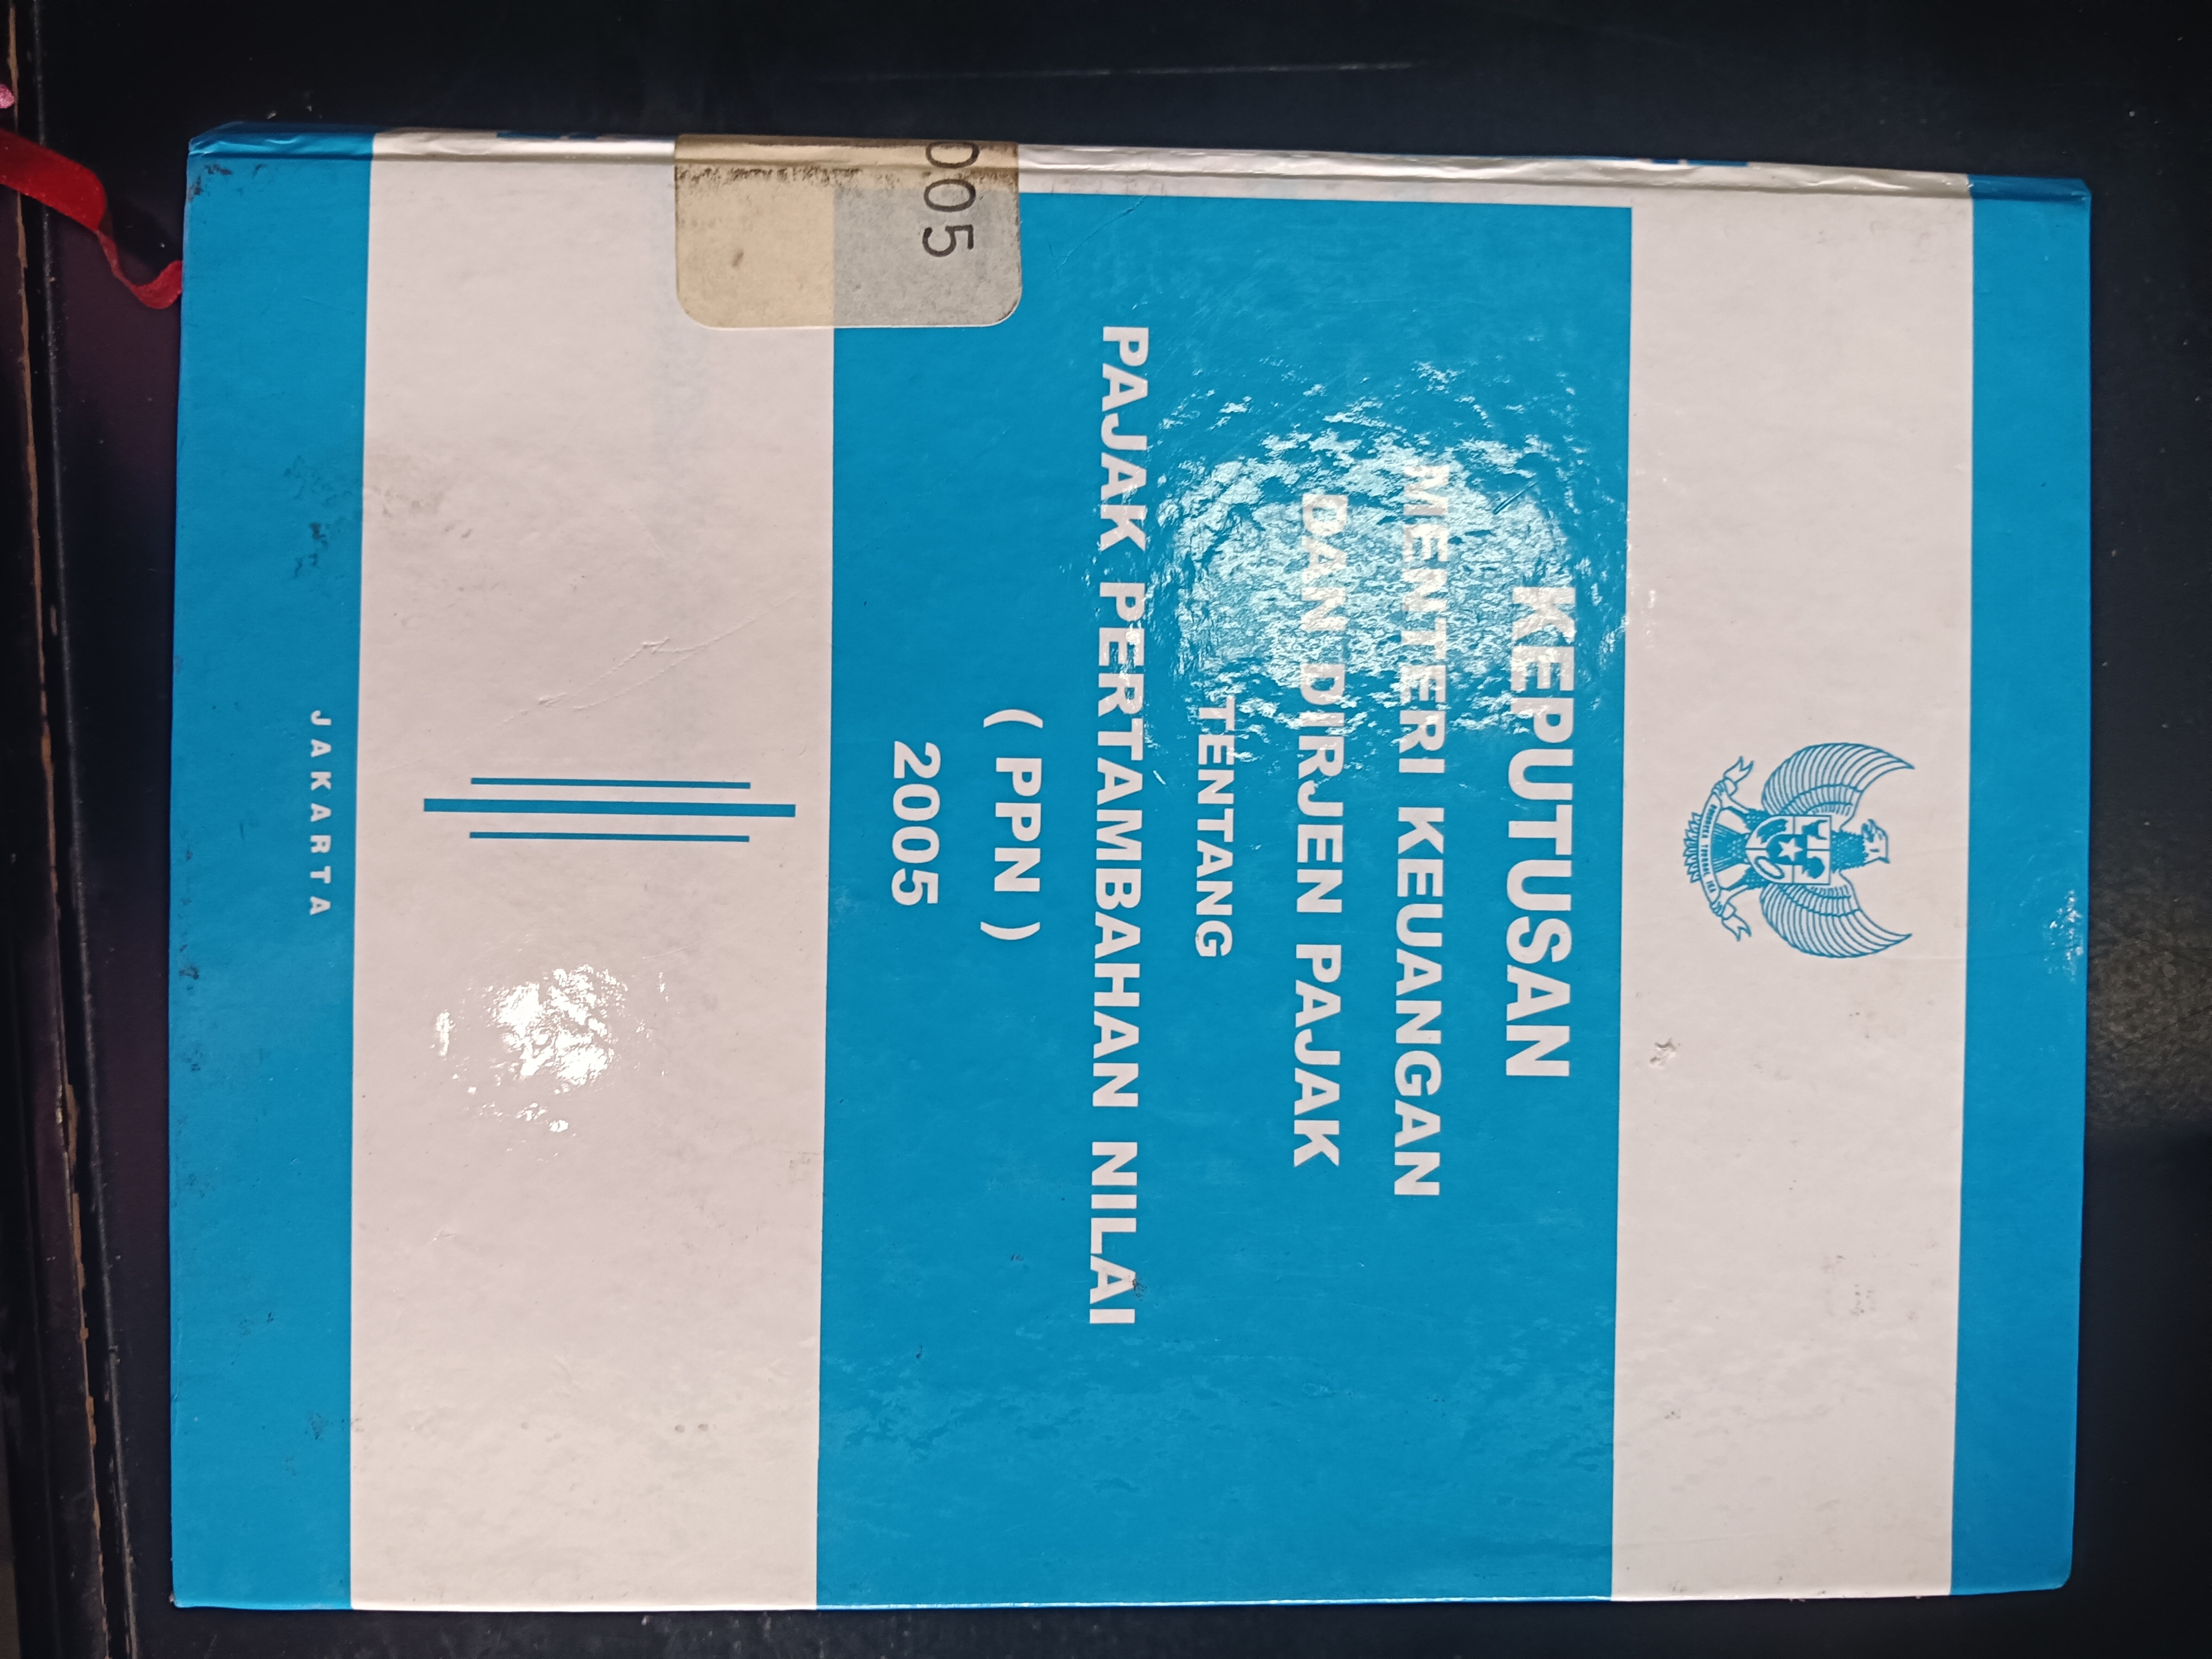 KEPUTUSAN
MENTERI KEUANGAN
DAN DIRJEN PAJAK
TENTANG
PAJAK PERTAMBAHAN NILAI
( PPN )
2005
005
JAKARTA